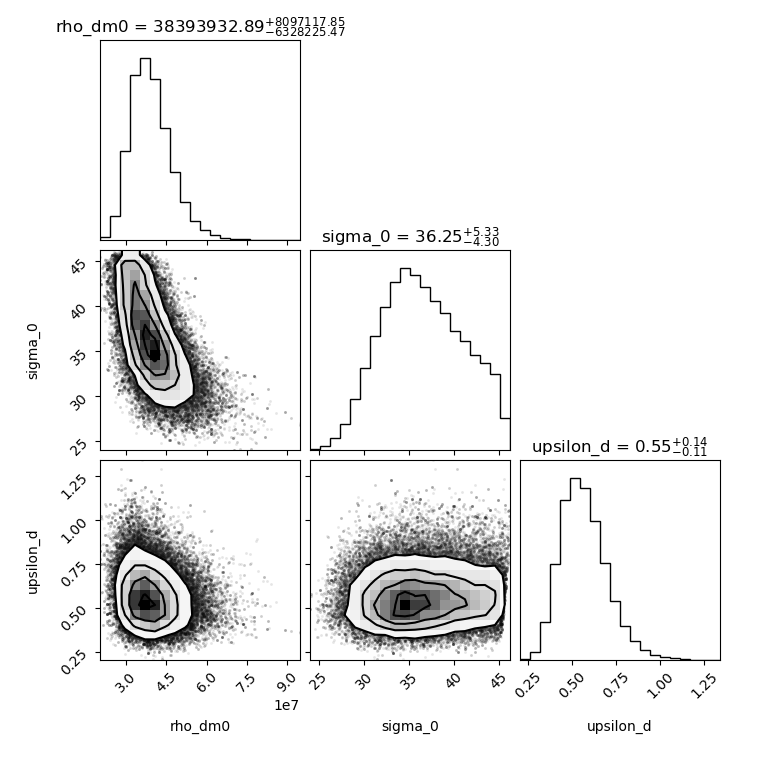 rho_dm0 = 38393932.89+8097117.85
−6328225.47
45
40
35
30
25
sigma_0
sigma_0 = 36.25+5.33
−4.30
1.25
1.00
0.75
0.50
0.25
upsilon_d
upsilon_d = 0.55+0.14
−0.11
3.0 4.5 6.0 7.5 9.0
1e7
rho_dm0
25 30 35 40 45
sigma_0
0.25 0.50 0.75 1.00 1.25
upsilon_d